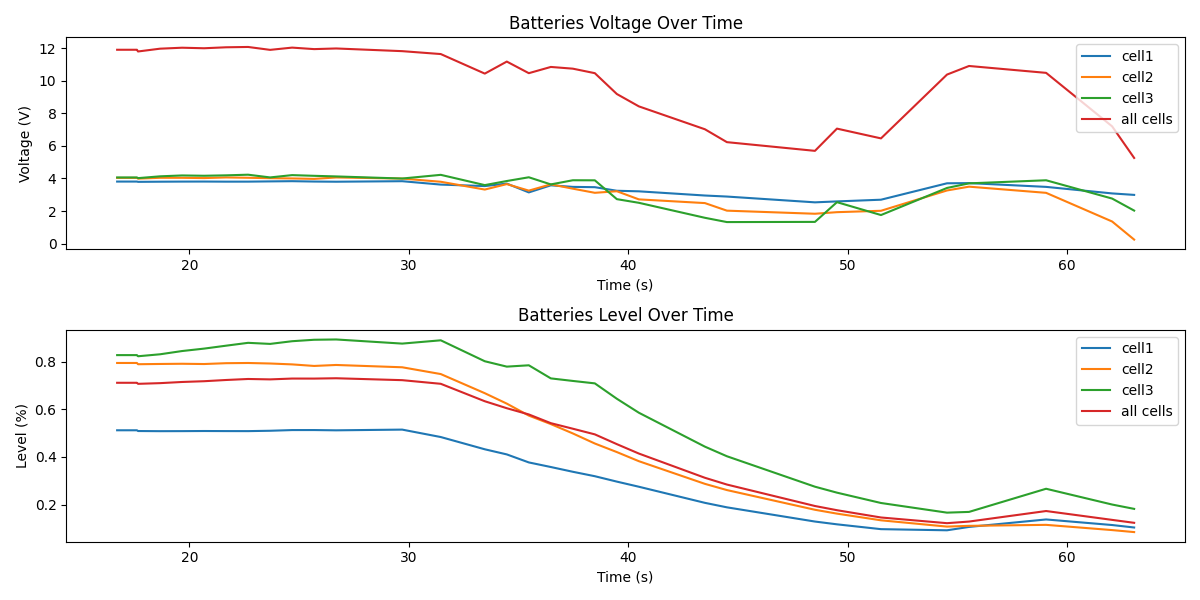 Batteries Voltage Over Time
Voltage (V)
12
10
8
6
4
2
0
cell1
cell2
cell3
all cells
20 30 40 50 60
Time (s)
Batteries Level Over Time
Level (%)
0.8
0.6
0.4
0.2
cell1
cell2
cell3
all cells
20 30 40 50 60
Time (s)